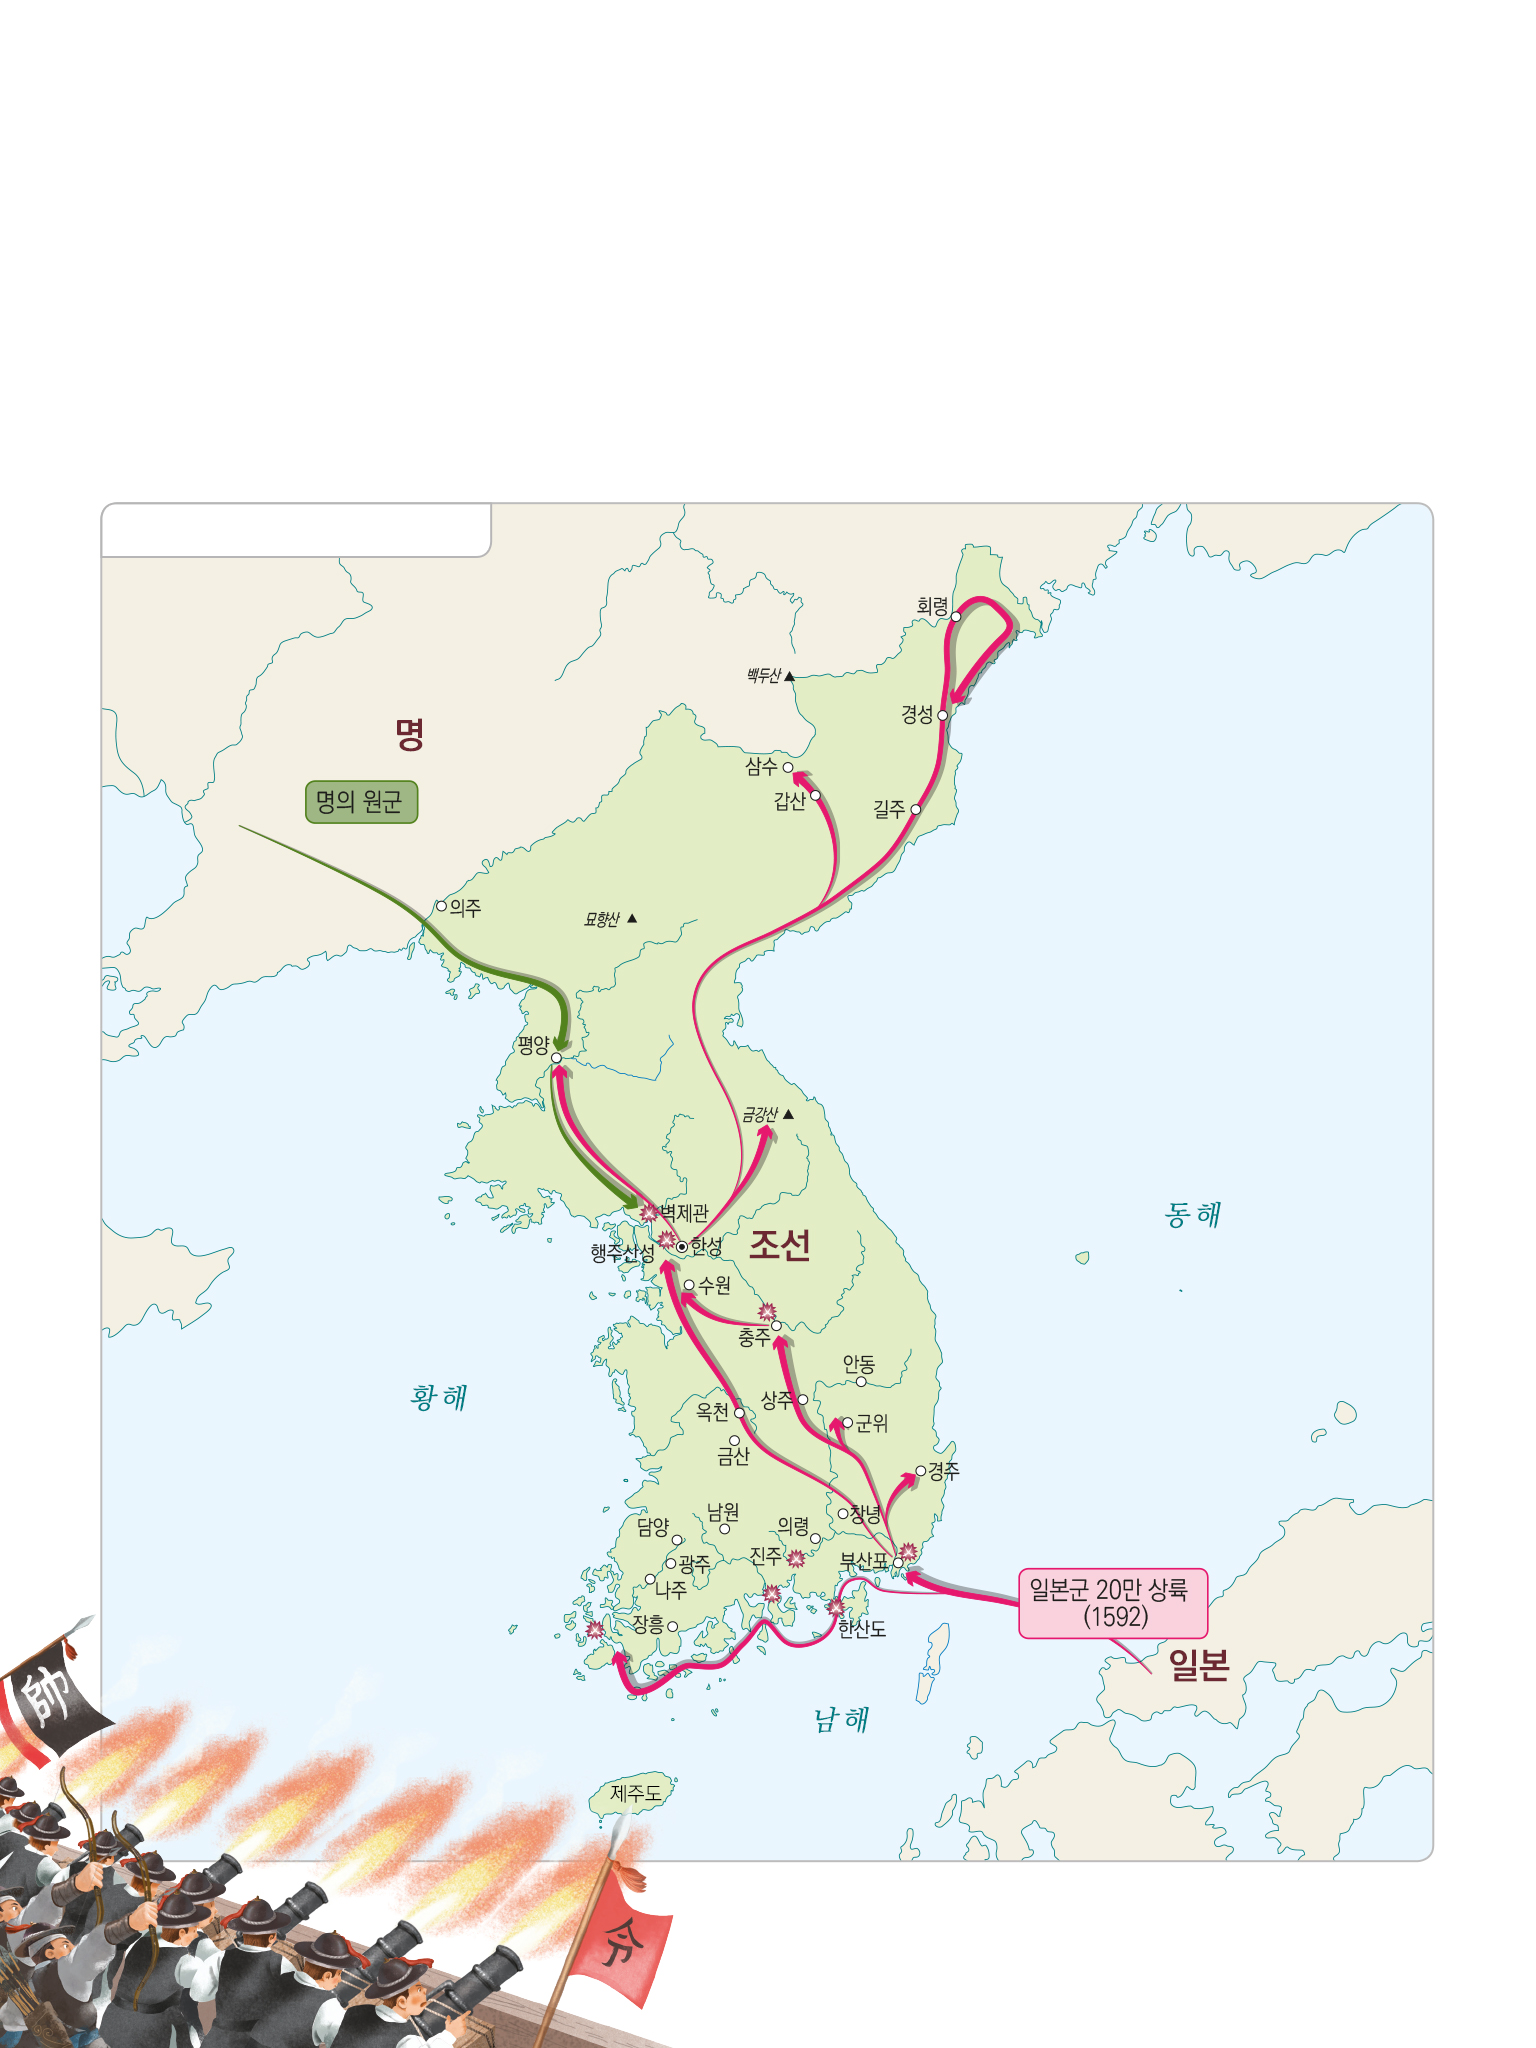 회령
백두산
명
경성
삼수
명의 원군
갑산
길주
의주
묘향산
평양
금강산
벽제관
동해
조선
한성
행주산성
수원
충주
안동
황해
상주
옥천
군위
금산
경주
남원
창녕
담양
의령
진주
부산포
광주
나주
일본군 20만 상륙
(1592)
장흥
한산도
일본
帥
남해
제주도
令